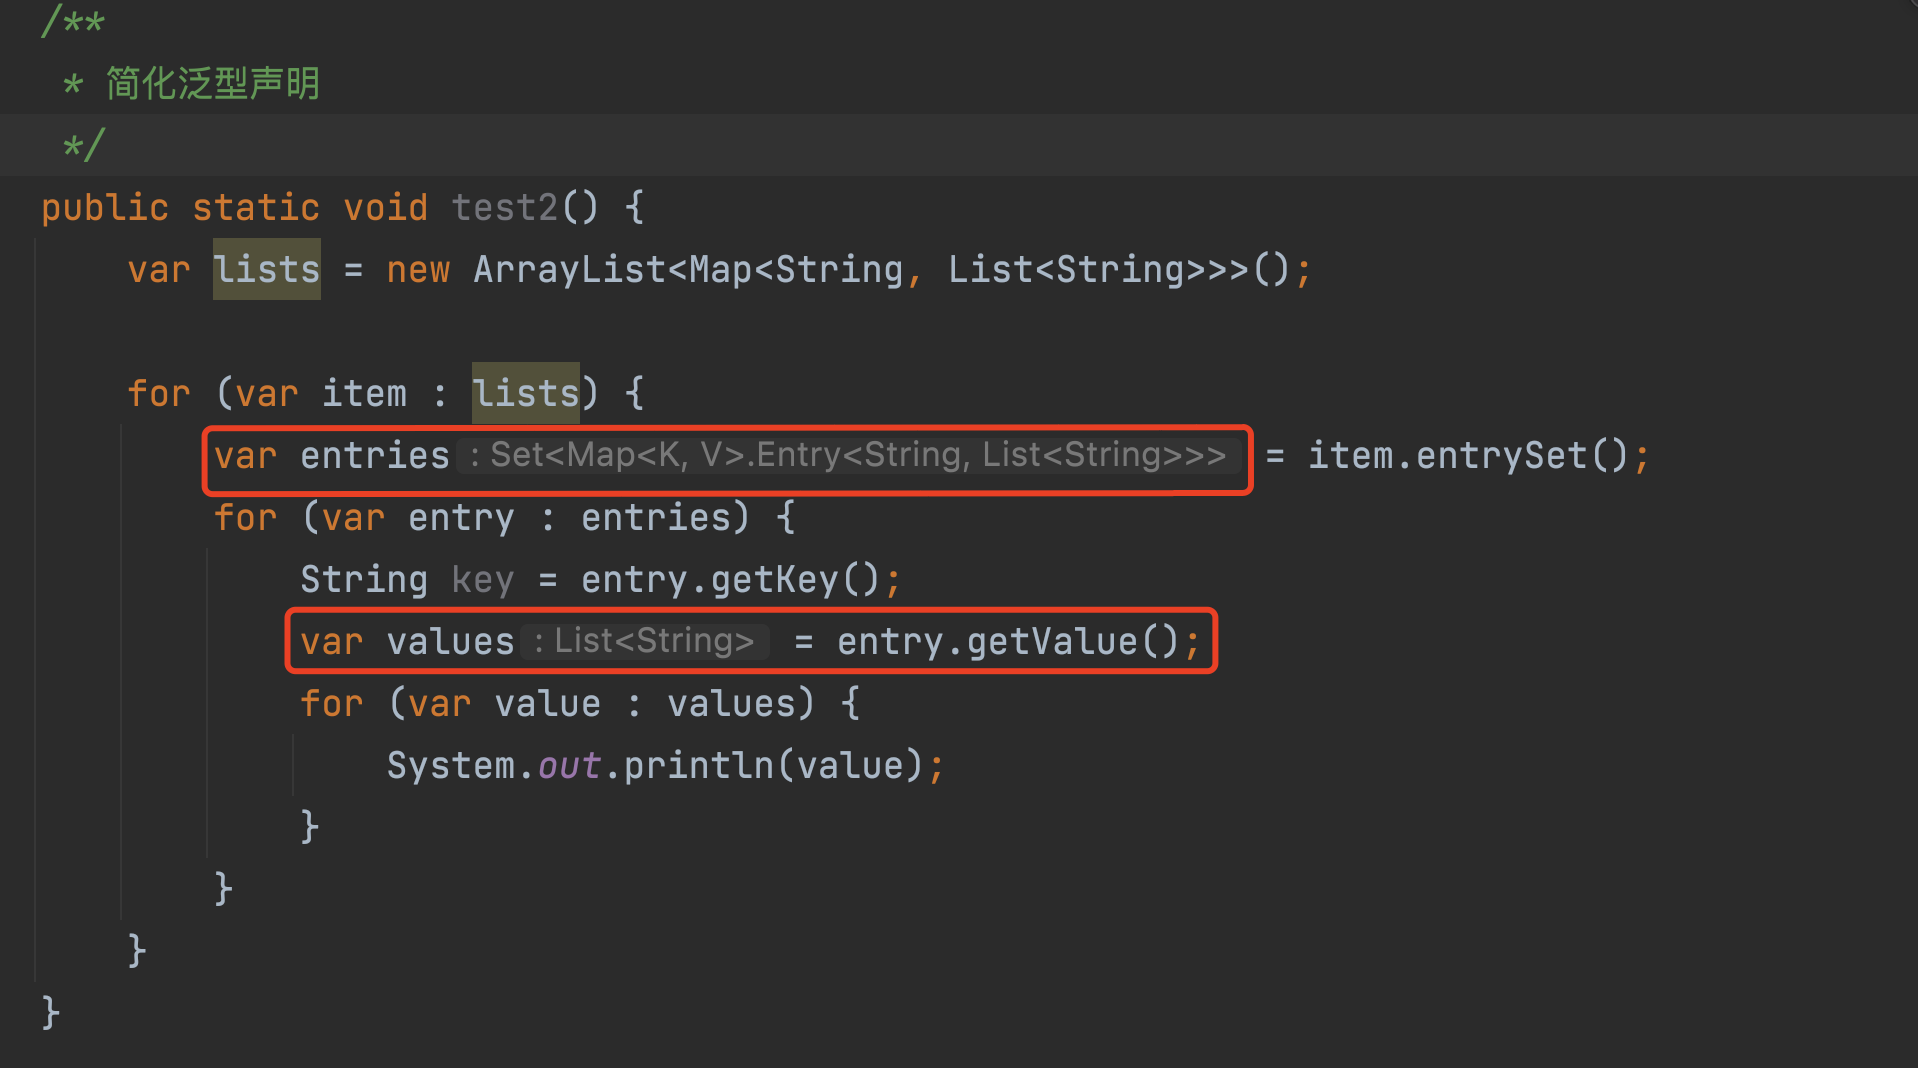 /**
 * 简化泛型声明
 */
public static void test2() {
    var lists = new ArrayList<Map<String, List<String>>>();
    for (var item : lists) {
        var entries : Set<Map<K, V>.Entry<String, List<String>>> = item.entrySet();
        for (var entry : entries) {
            String key = entry.getKey();
            var values : List<String> = entry.getValue();
            for (var value : values) {
                System.out.println(value);
            }
        }
    }
}